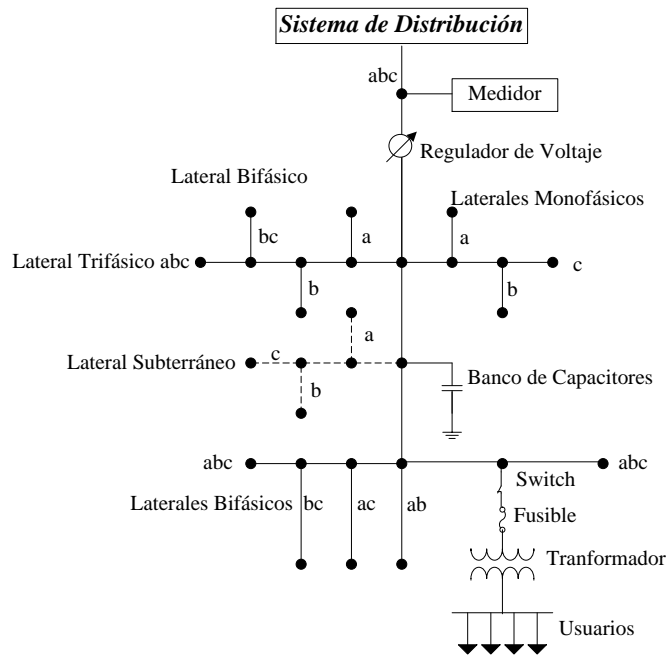 Sistema de Distribución
abc
Medidor
Regulador de Voltaje
Lateral Bifásico
Laterales Monofásicos
bc
a
a
Lateral Trifásico abc
c
b
b
a
Lateral Subterráneo
c
b
Banco de Capacitores
abc
abc
Switch
Laterales Bifásicos
bc
ac
ab
Fusible
Tranformador
Usuarios